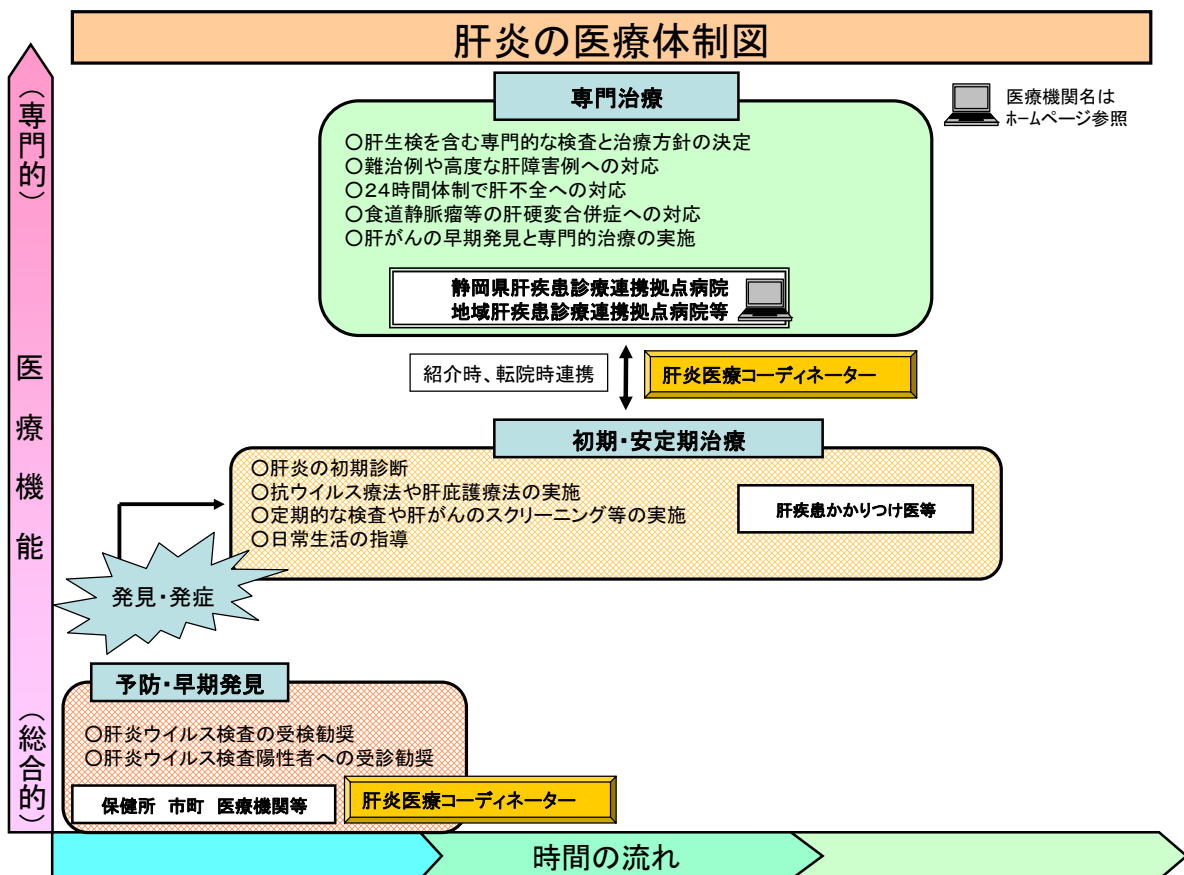 肝炎の医療体制図
(専門的)
医療機能
(総合的)
医療機関名は
ホームページ参照
専門治療
○肝生検を含む専門的な検査と治療方針の決定
○難治例や高度な肝障害例への対応
○24時間体制で肝不全への対応
○食道静脈瘤等の肝硬変合併症への対応
○肝がんの早期発見と専門的治療の実施
静岡県肝疾患診療連携拠点病院
地域肝疾患診療連携拠点病院等
紹介時、転院時連携
肝炎医療コーディネーター
初期・安定期治療
○肝炎の初期診断
○抗ウイルス療法や肝庇護療法の実施
○定期的な検査や肝がんのスクリーニング等の実施
○日常生活の指導
肝疾患かかりつけ医等
発見・発症
予防・早期発見
○肝炎ウイルス検査の受検勧奨
○肝炎ウイルス検査陽性者への受診勧奨
保健所 市町 医療機関等
肝炎医療コーディネーター
時間の流れ